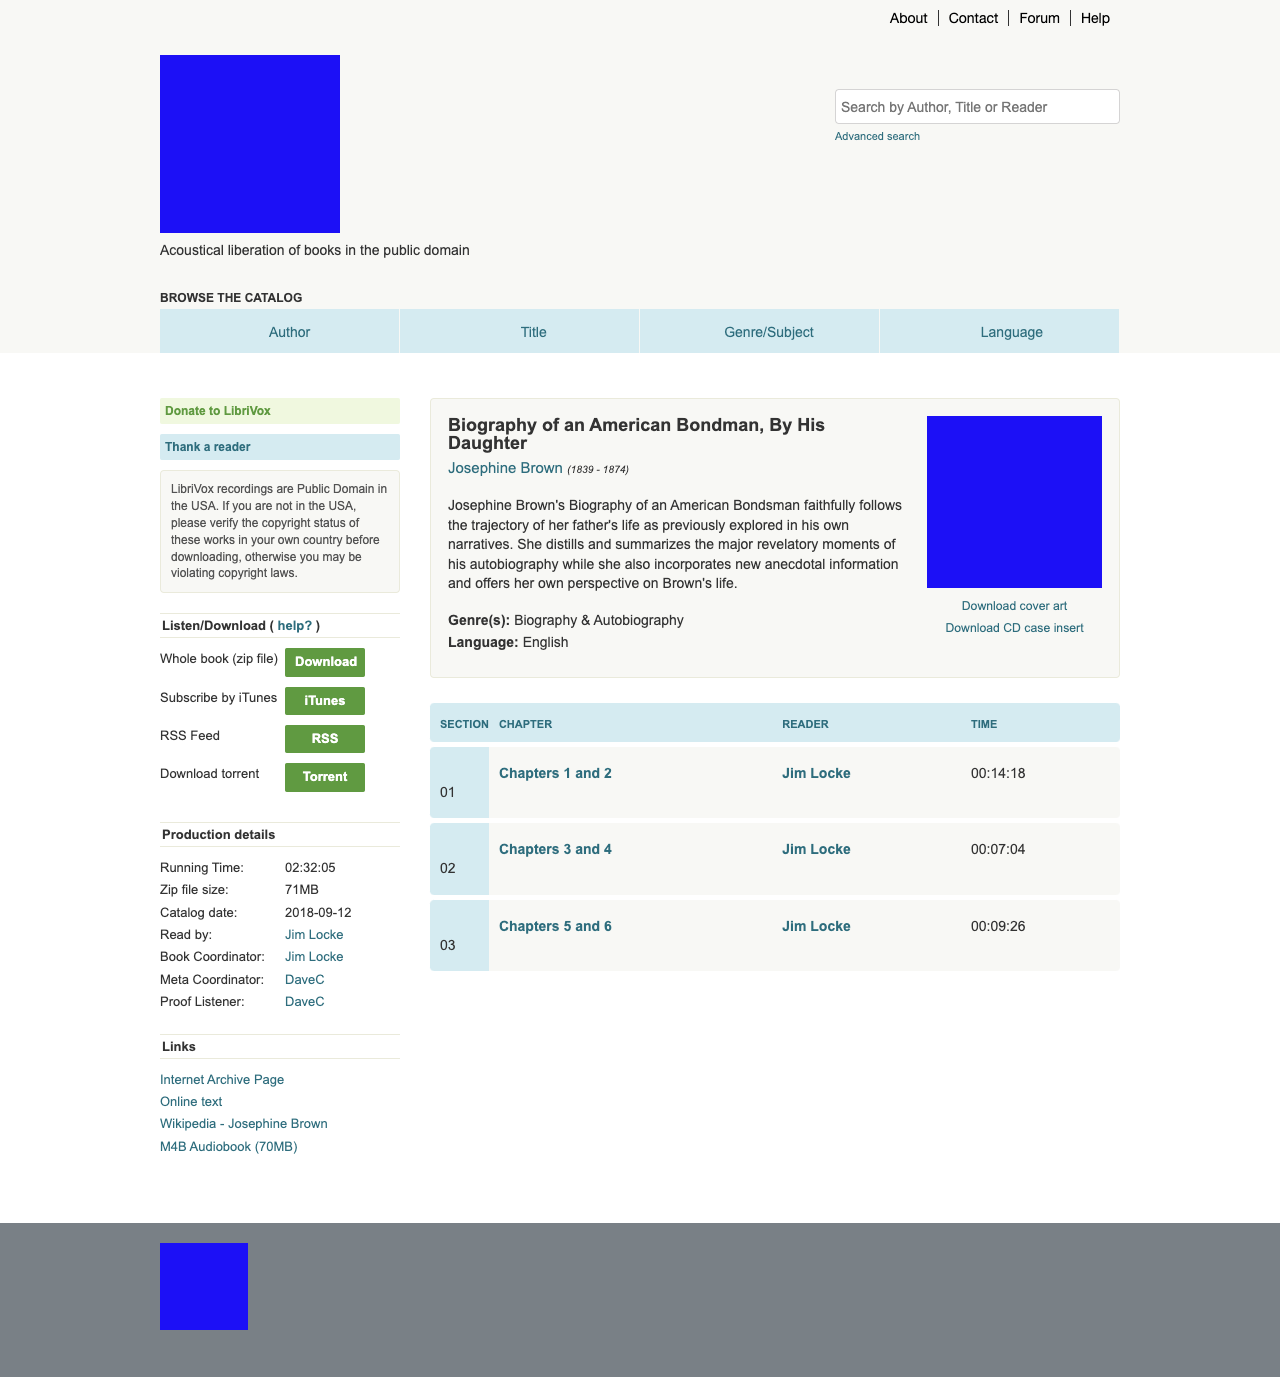 About
Contact
Forum
Help
Search by Author, Title or Reader
Advanced search
Acoustical liberation of books in the public domain
BROWSE THE CATALOG
Author
Title
Genre/Subject
Language
Donate to LibriVox
Thank a reader
LibriVox recordings are Public Domain in
the USA. If you are not in the USA,
please verify the copyright status of
these works in your own country before
downloading, otherwise you may be
violating copyright laws.
Listen/Download ( help? )
Whole book (zip file) Download
Subscribe by iTunes iTunes
RSS Feed RSS
Download torrent Torrent
Production details
Running Time: 02:32:05
Zip file size: 71MB
Catalog date: 2018-09-12
Read by: Jim Locke
Book Coordinator: Jim Locke
Meta Coordinator: DaveC
Proof Listener: DaveC
Links
Internet Archive Page
Online text
Wikipedia - Josephine Brown
M4B Audiobook (70MB)
Biography of an American Bondman, By His
Daughter
Josephine Brown (1839 - 1874)
Josephine Brown's Biography of an American Bondsman faithfully follows
the trajectory of her father's life as previously explored in his own
narratives. She distills and summarizes the major revelatory moments of
his autobiography while she also incorporates new anecdotal information
and offers her own perspective on Brown's life.
Genre(s): Biography & Autobiography
Language: English
Download cover art
Download CD case insert
SECTION CHAPTER READER TIME
01 Chapters 1 and 2 Jim Locke 00:14:18
02 Chapters 3 and 4 Jim Locke 00:07:04
03 Chapters 5 and 6 Jim Locke 00:09:26